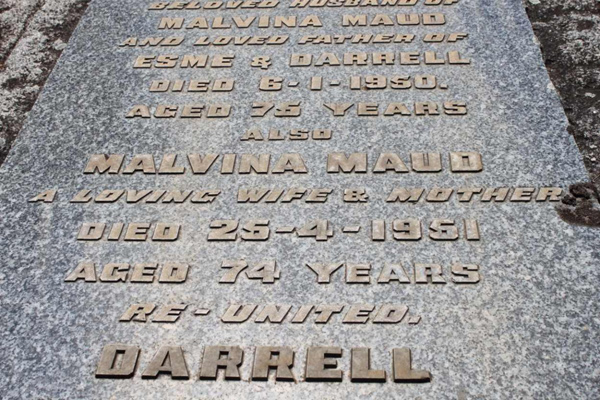 BELOVED HUSBAND OF
MALVINA MAUD
AND LOVED FATHER OF
ESME & DARRELL
DIED 6-1-1950.
AGED 75 YEARS
ALSO
MALVINA MAUD
A LOVING WIFE & MOTHER
DIED 25-4-1951
AGED 74 YEARS
RE-UNITED.
DARRELL